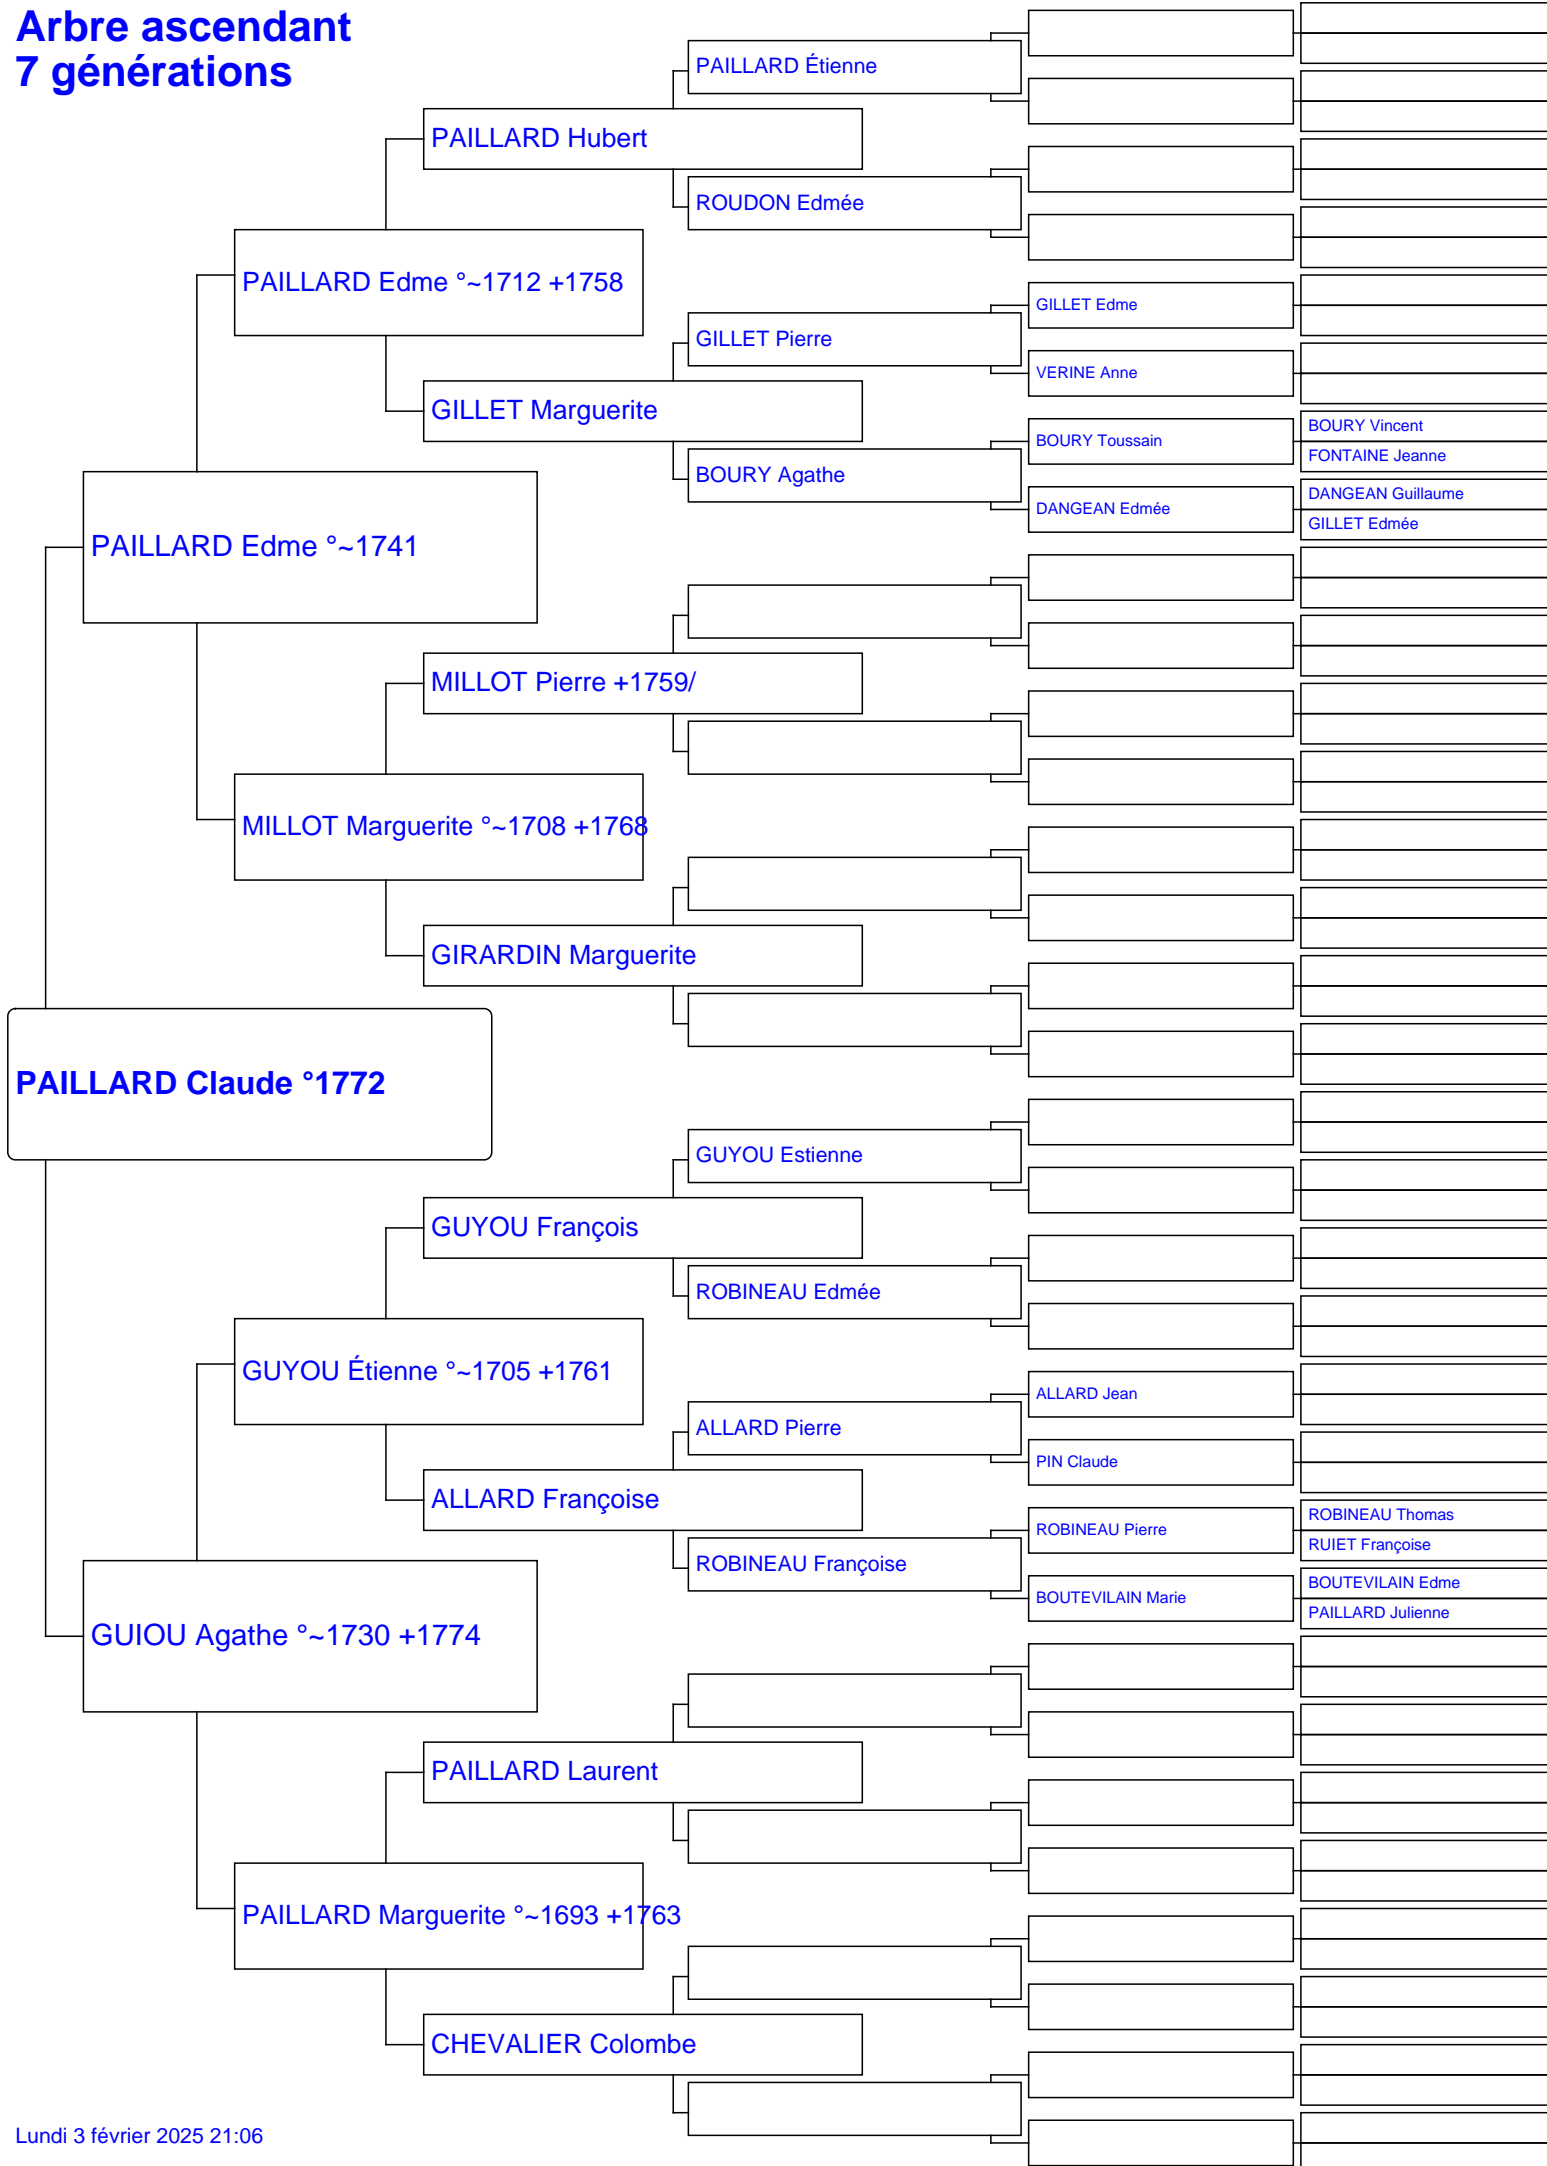 Arbre ascendant
7 générations
PAILLARD Étienne
PAILLARD Hubert
ROUDON Edmée
PAILLARD Edme °~1712 +1758
GILLET Edme
GILLET Pierre
VERINE Anne
GILLET Marguerite
BOURY Vincent
BOURY Toussain
FONTAINE Jeanne
BOURY Agathe
DANGEAN Guillaume
DANGEAN Edmée
GILLET Edmée
PAILLARD Edme °~1741
MILLOT Pierre +1759/
MILLOT Marguerite °~1708 +1768
GIRARDIN Marguerite
PAILLARD Claude °1772
GUYOU Estienne
GUYOU François
ROBINEAU Edmée
GUYOU Étienne °~1705 +1761
ALLARD Jean
ALLARD Pierre
PIN Claude
ALLARD Françoise
ROBINEAU Thomas
ROBINEAU Pierre
RUIET Françoise
ROBINEAU Françoise
BOUTEVILAIN Edme
BOUTEVILAIN Marie
PAILLARD Julienne
GUIOU Agathe °~1730 +1774
PAILLARD Laurent
PAILLARD Marguerite °~1693 +1763
CHEVALIER Colombe
Lundi 3 février 2025 21:06